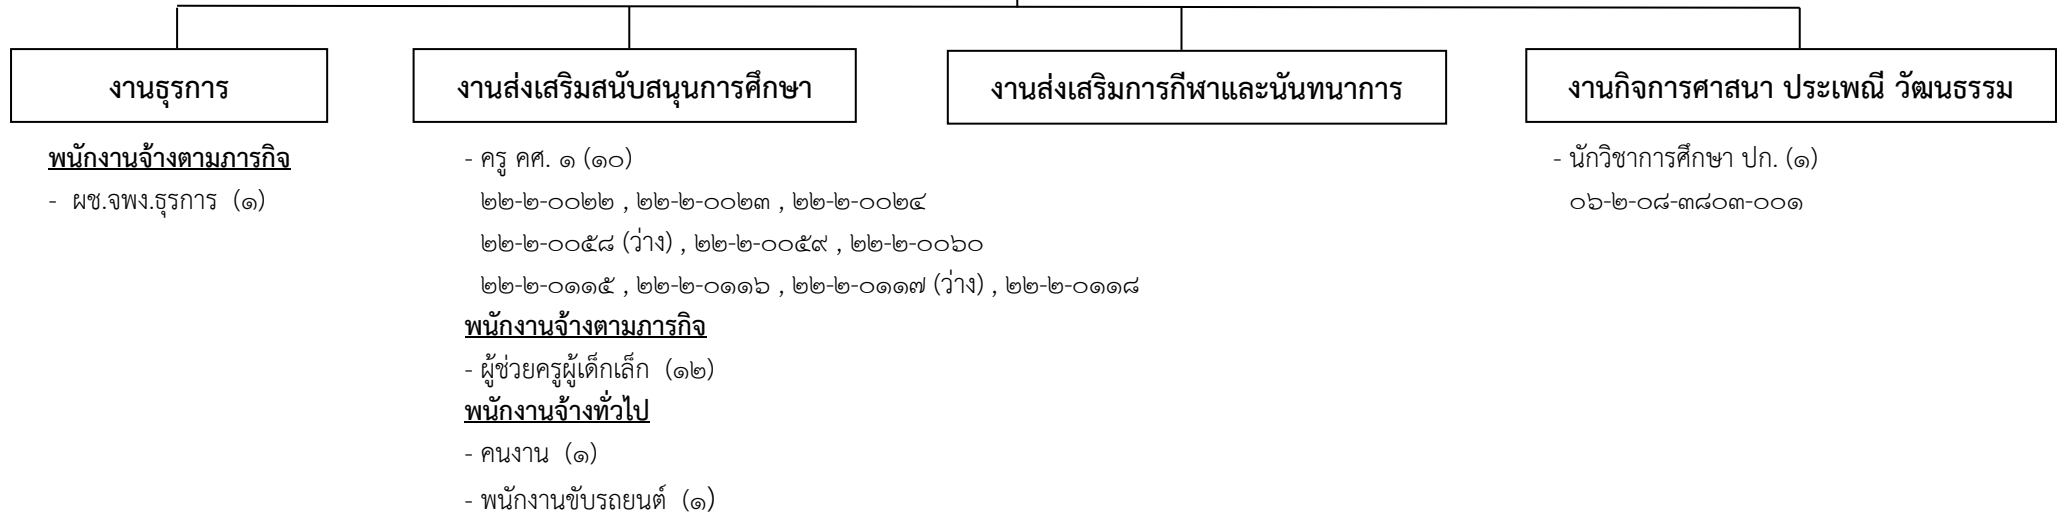 งานธุรการ
พนักงานจ้างตามภารกิจ
- ผช.จพง.ธุรการ (๑)
งานส่งเสริมสนับสนุนการศึกษา
- ครู คศ. ๑ (๑๐)
๒๒-๒-๐๐๒๒ , ๒๒-๒-๐๐๒๓ , ๒๒-๒-๐๐๒๔
๒๒-๒-๐๐๕๘ (ว่าง) , ๒๒-๒-๐๐๕๙ , ๒๒-๒-๐๐๖๐
๒๒-๒-๐๑๑๕ , ๒๒-๒-๐๑๑๖ , ๒๒-๒-๐๑๑๗ (ว่าง) , ๒๒-๒-๐๑๑๘
พนักงานจ้างตามภารกิจ
- ผู้ช่วยครูผู้เด็กเล็ก (๑๒)
พนักงานจ้างทั่วไป
- คนงาน (๑)
- พนักงานขับรถยนต์ (๑)
งานส่งเสริมการกีฬาและนันทนาการ
งานกิจการศาสนา ประเพณี วัฒนธรรม
- นักวิชาการศึกษา ปก. (๑)
๐๖-๒-๐๘-๓๘๐๓-๐๐๑